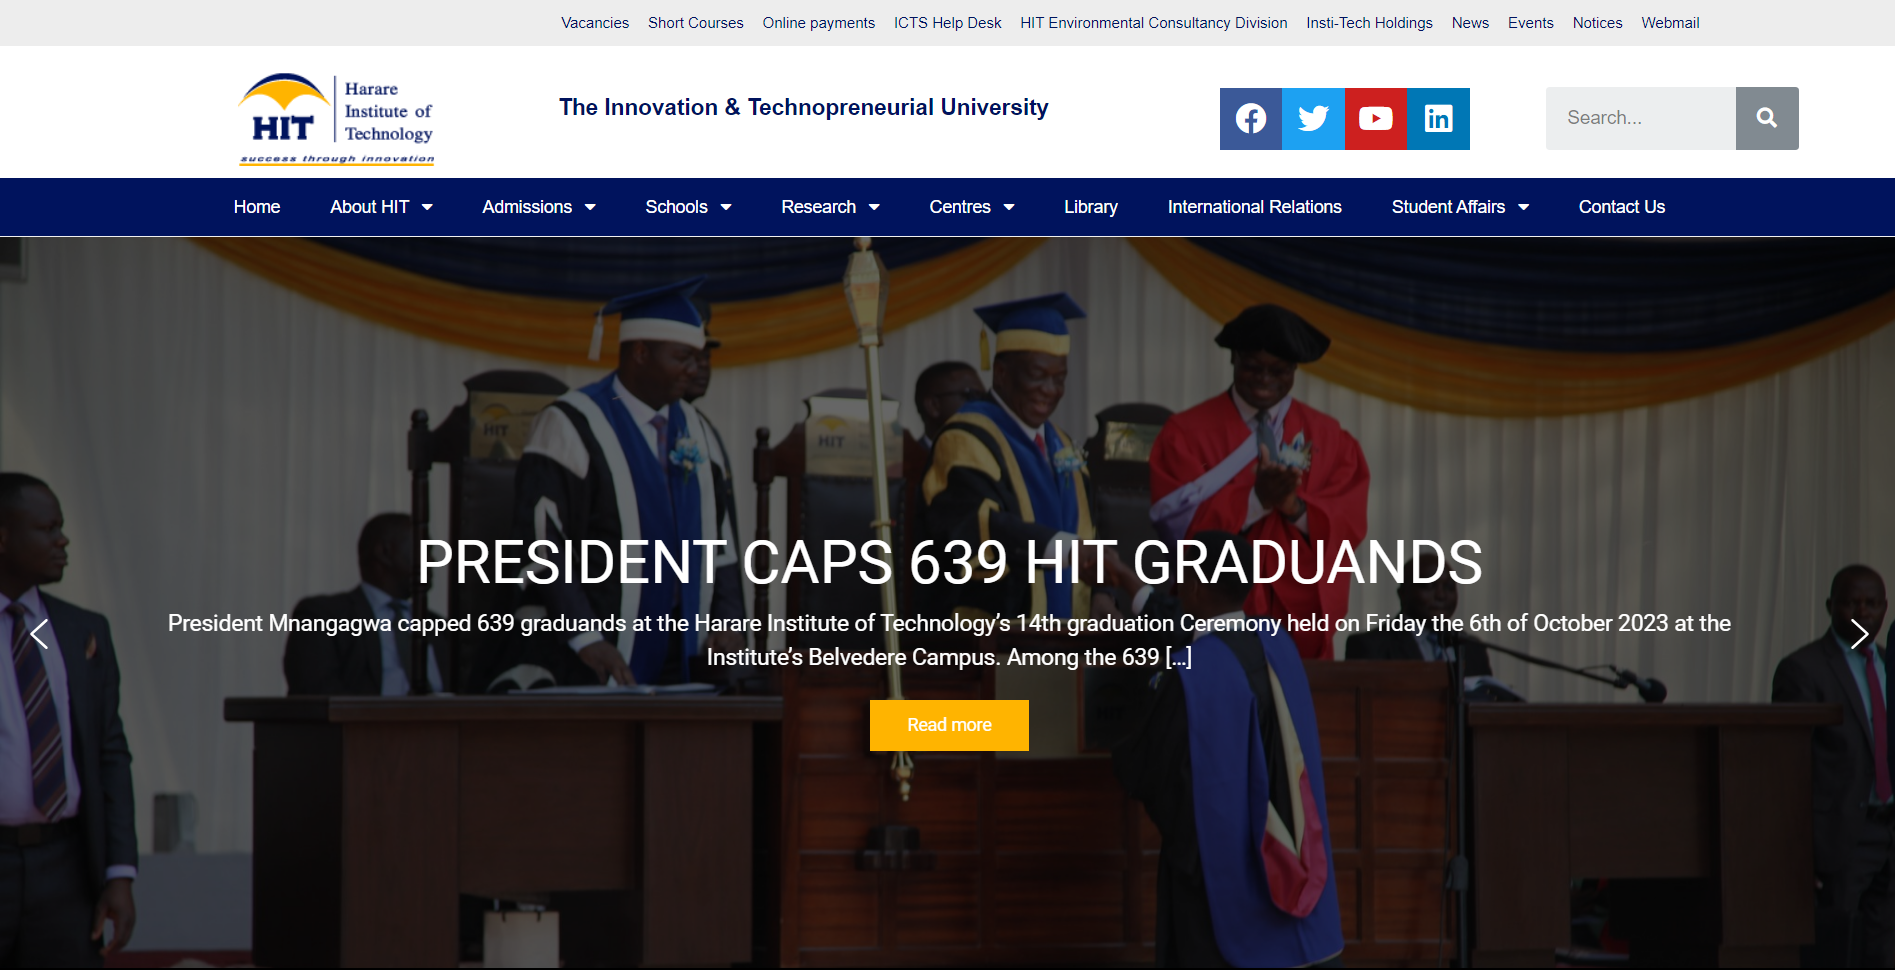 Vacancies Short Courses Online payments ICTS Help Desk HIT Environmental Consultancy Division Insti-Tech Holdings News Events Notices Webmail
HIT
Harare
Institute of
Technology
success through innovation
The Innovation & Technopreneurial University
Search...
Home About HIT Admissions Schools Research Centres Library International Relations Student Affairs Contact Us
HIT
HIT
PRESIDENT CAPS 639 HIT GRADUANDS
President Mnangagwa capped 639 graduands at the Harare Institute of Technology’s 14th graduation Ceremony held on Friday the 6th of October 2023 at the
Institute’s Belvedere Campus. Among the 639 [...]
Read more